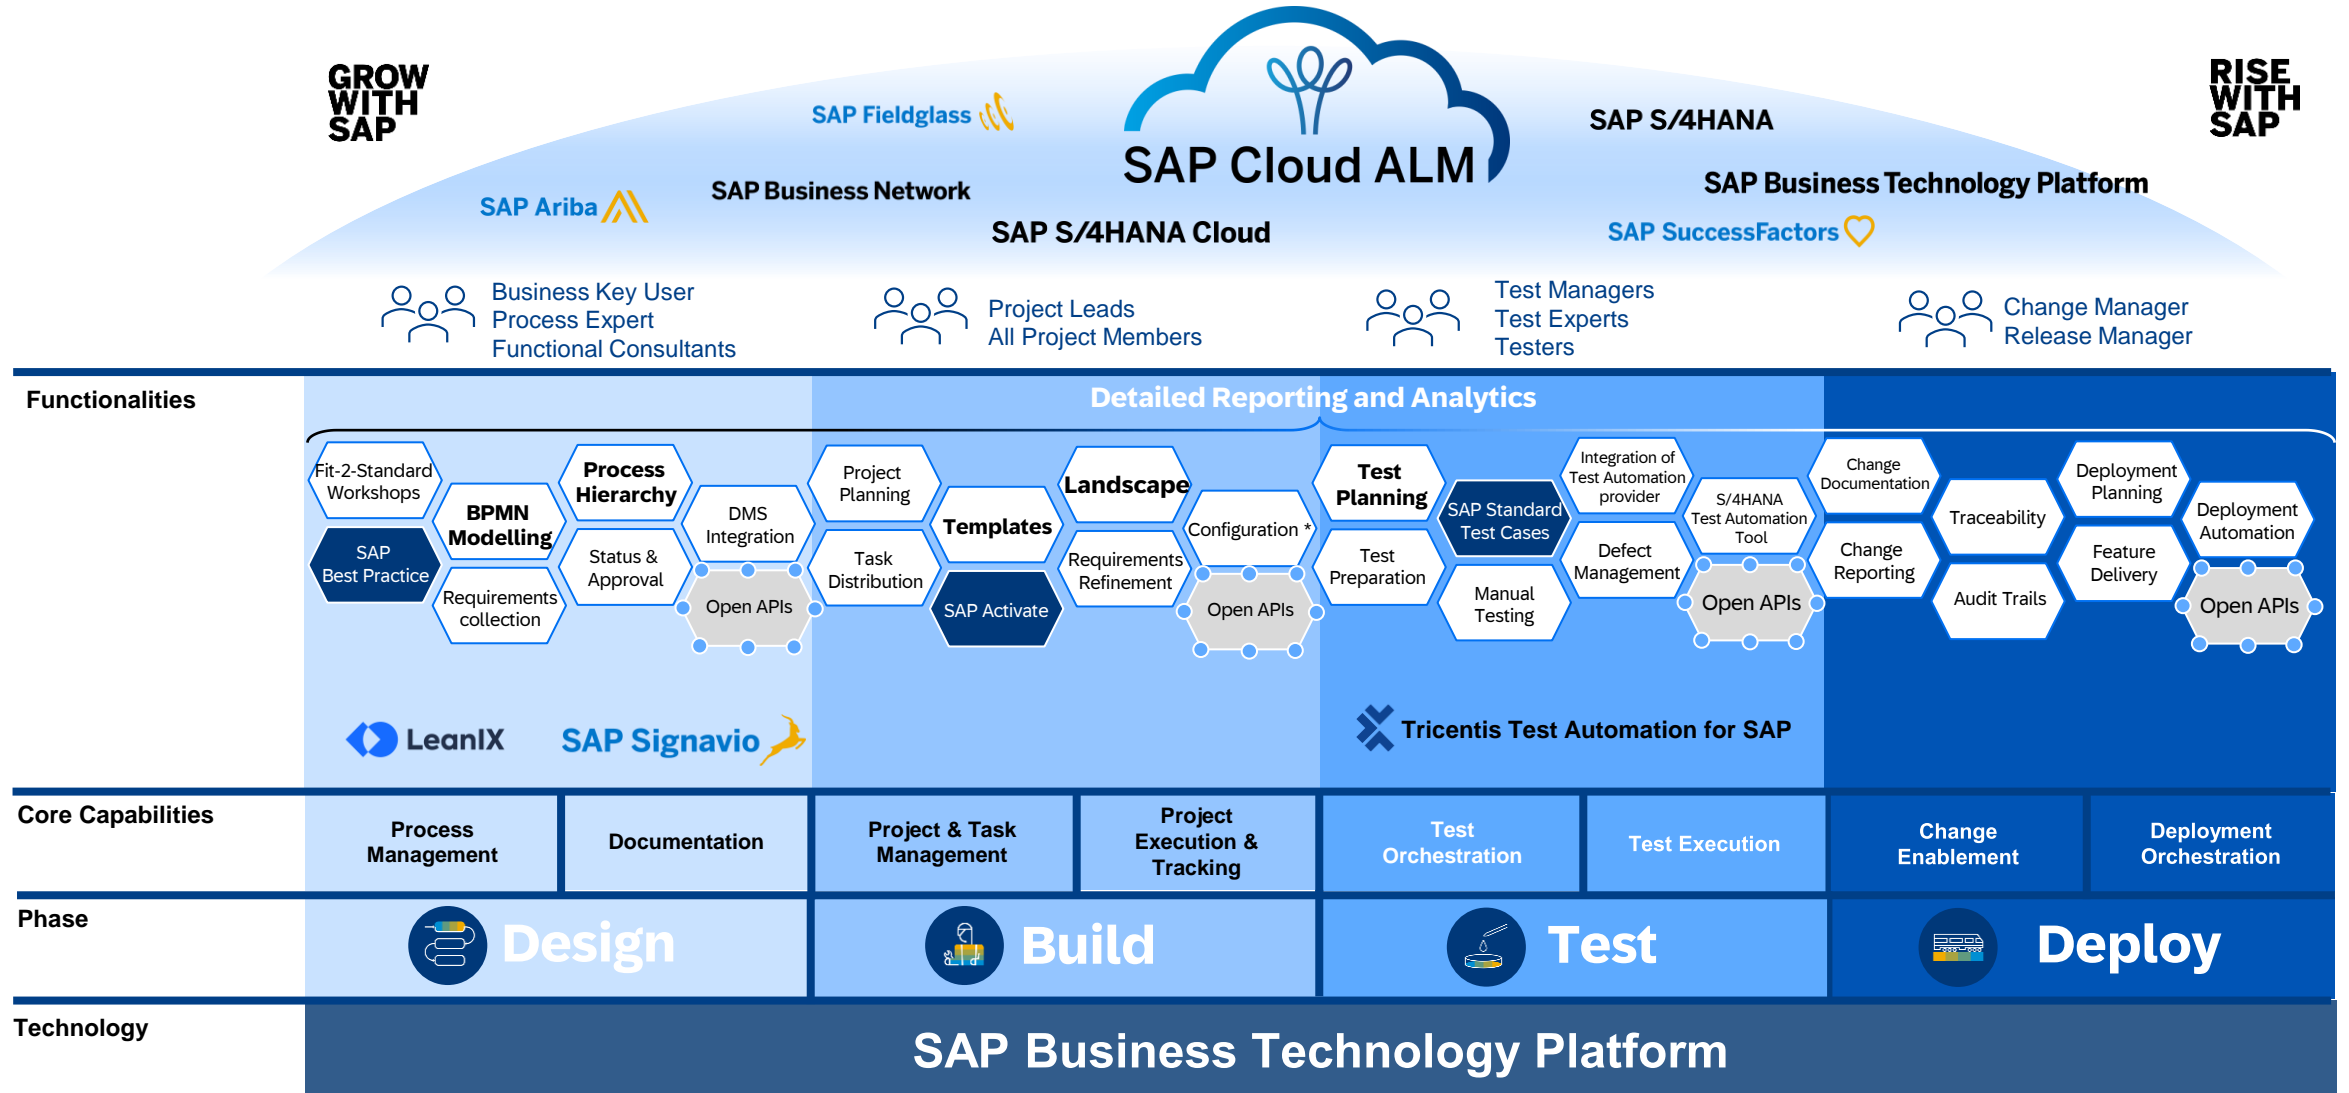 GROW
WITH
SAP
SAP Fieldglass
SAP Cloud ALM
SAP S/4HANA
RISE
WITH
SAP
SAP Ariba
SAP Business Network
SAP S/4HANA Cloud
SAP Business Technology Platform
SAP SuccessFactors
Business Key User
Process Expert
Functional Consultants
Project Leads
All Project Members
Test Managers
Test Experts
Testers
Change Manager
Release Manager
Functionalities
Detailed Reporting and Analytics
Fit-2-Standard
Workshops
SAP
Best Practice
BPMN
Modelling
Requirements
collection
Process
Hierarchy
Status &
Approval
DMS
Integration
Open APIs
Project
Planning
Task
Distribution
Templates
SAP Activate
Landscape
Requirements
Refinement
Configuration *
Open APIs
Test
Planning
Test
Preparation
SAP Standard
Test Cases
Manual
Testing
Integration of
Test Automation
provider
Defect
Management
S/4HANA
Test Automation
Tool
Open APIs
Change
Documentation
Change
Reporting
Traceability
Audit Trails
Deployment
Planning
Feature
Delivery
Deployment
Automation
Open APIs
LeanIX
SAP Signavio
Tricentis Test Automation for SAP
Core Capabilities
Process
Management
Documentation
Project & Task
Management
Project
Execution &
Tracking
Test
Orchestration
Test Execution
Change
Enablement
Deployment
Orchestration
Phase
Design
Build
Test
Deploy
Technology
SAP Business Technology Platform